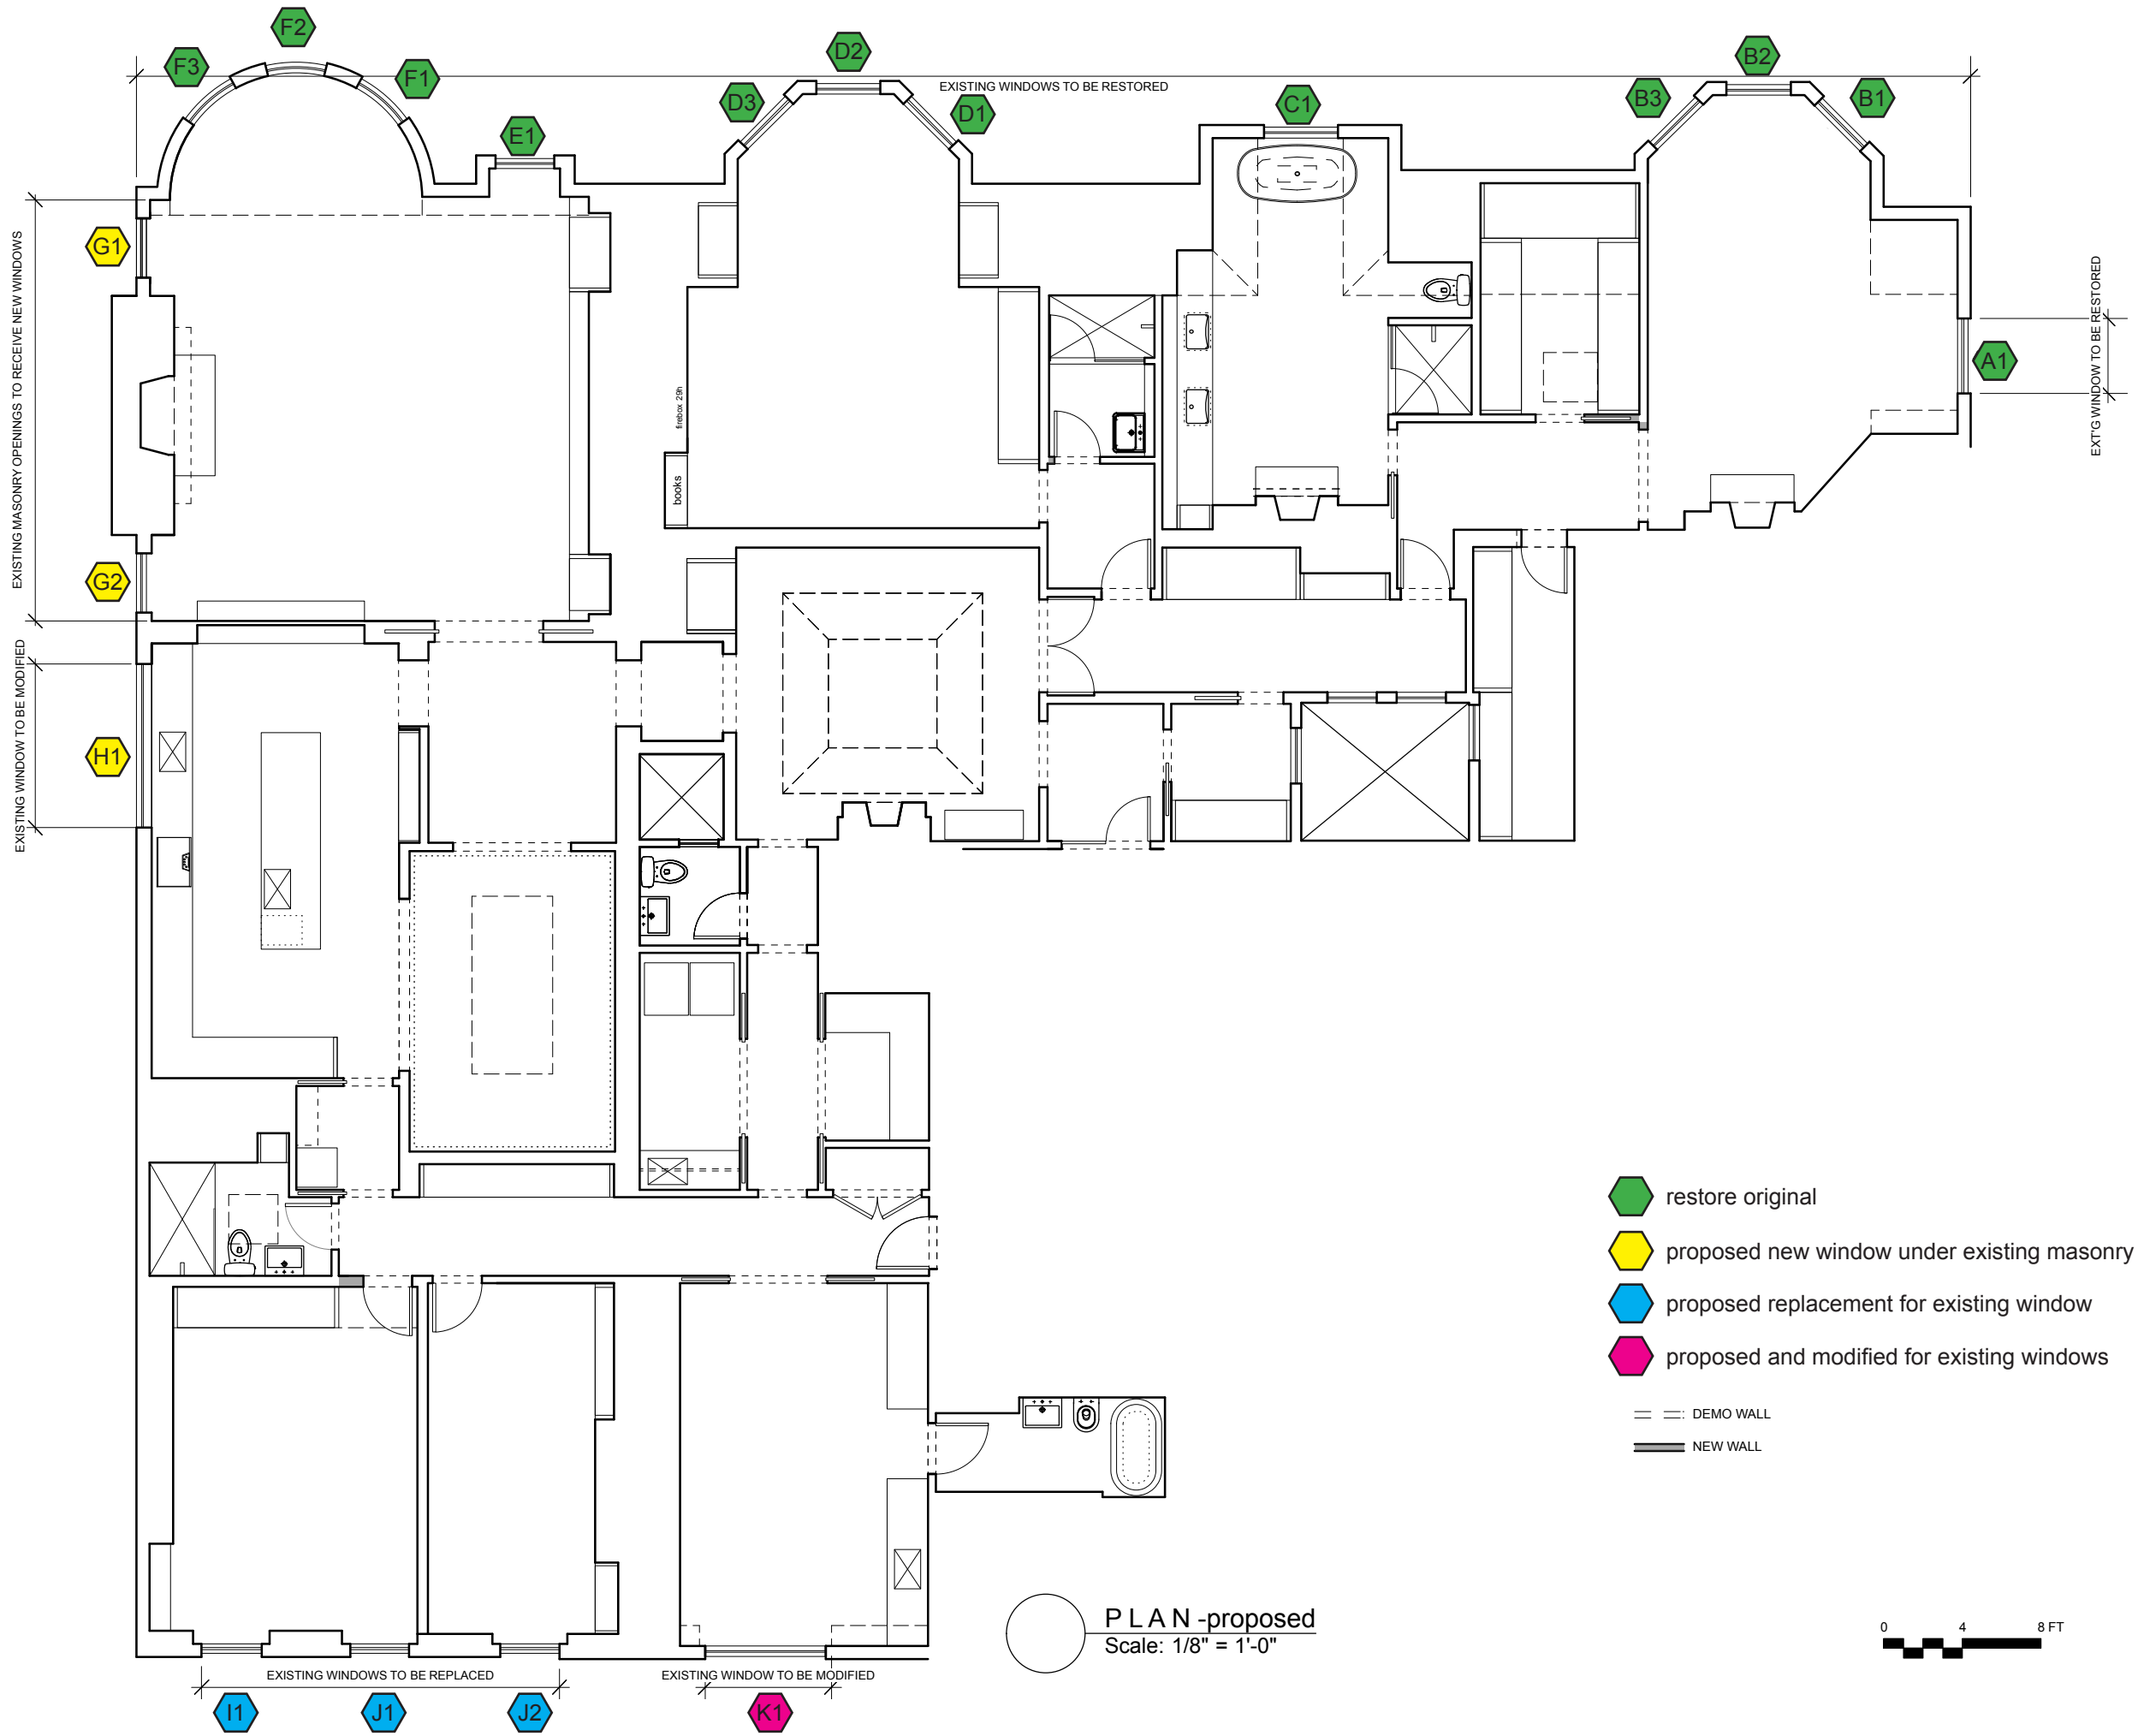 F2
F3
F1
D2
B2
EXISTING WINDOWS TO BE RESTORED
D3
D1
C1
B3
B1
E1
G1
EXISTING MASONRY OPENINGS TO RECEIVE NEW WINDOWS
EXT'G WINDOW TO BE RESTORED
A1
firebox 29h
books
G2
EXISTING WINDOW TO BE MODIFIED
H1
restore original
proposed new window under existing masonry
proposed replacement for existing window
proposed and modified for existing windows
DEMO WALL
NEW WALL
PLAN -proposed
Scale: 1/8" = 1'-0"
0 4 8 FT
EXISTING WINDOWS TO BE REPLACED
EXISTING WINDOW TO BE MODIFIED
I1
J1
J2
K1